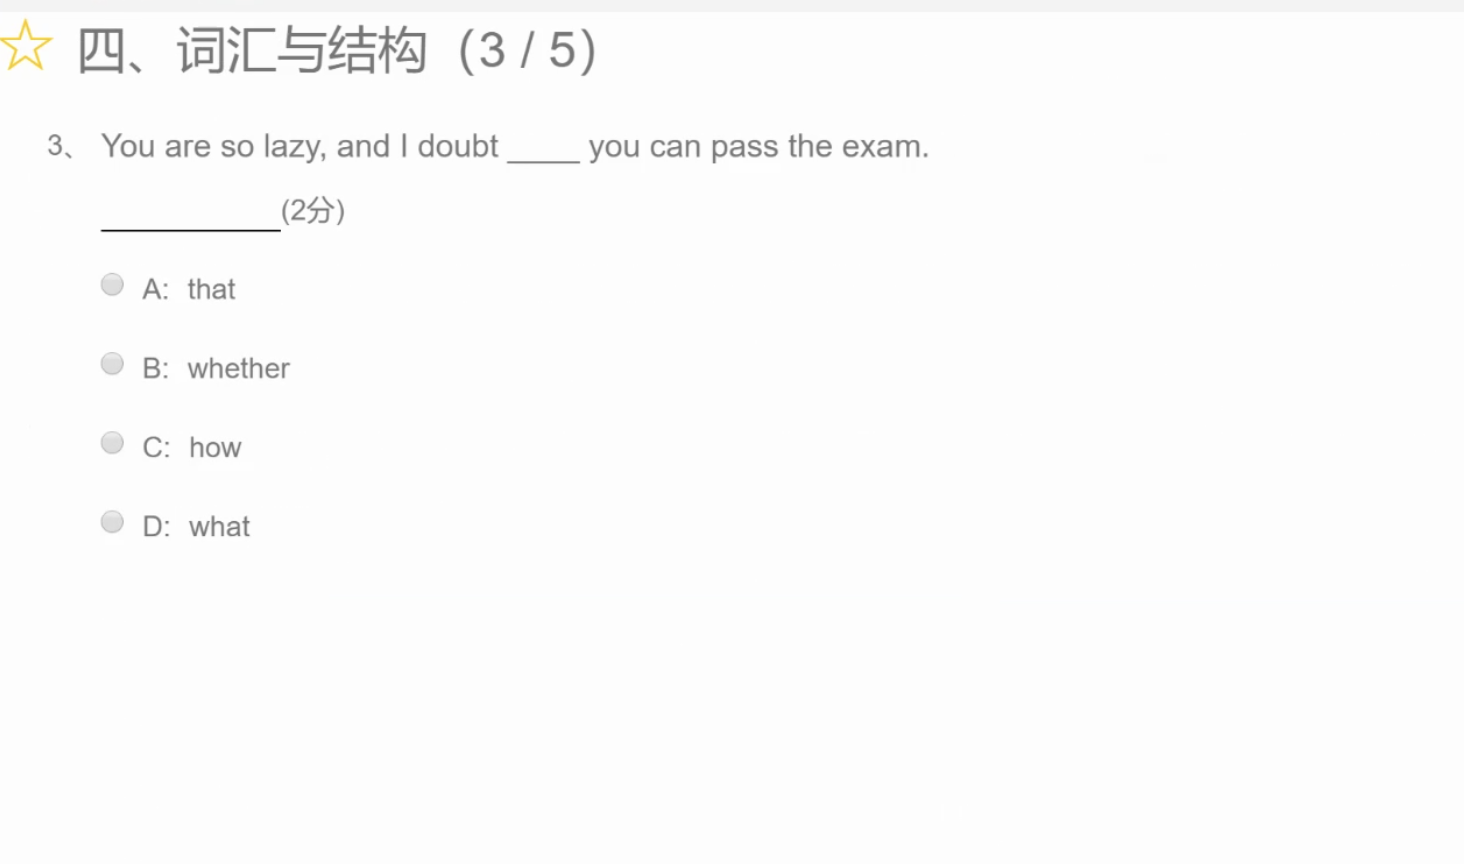 四、词汇与结构（3 / 5）
3、 You are so lazy, and I doubt _____ you can pass the exam.
__________(2分)
A: that
B: whether
C: how
D: what